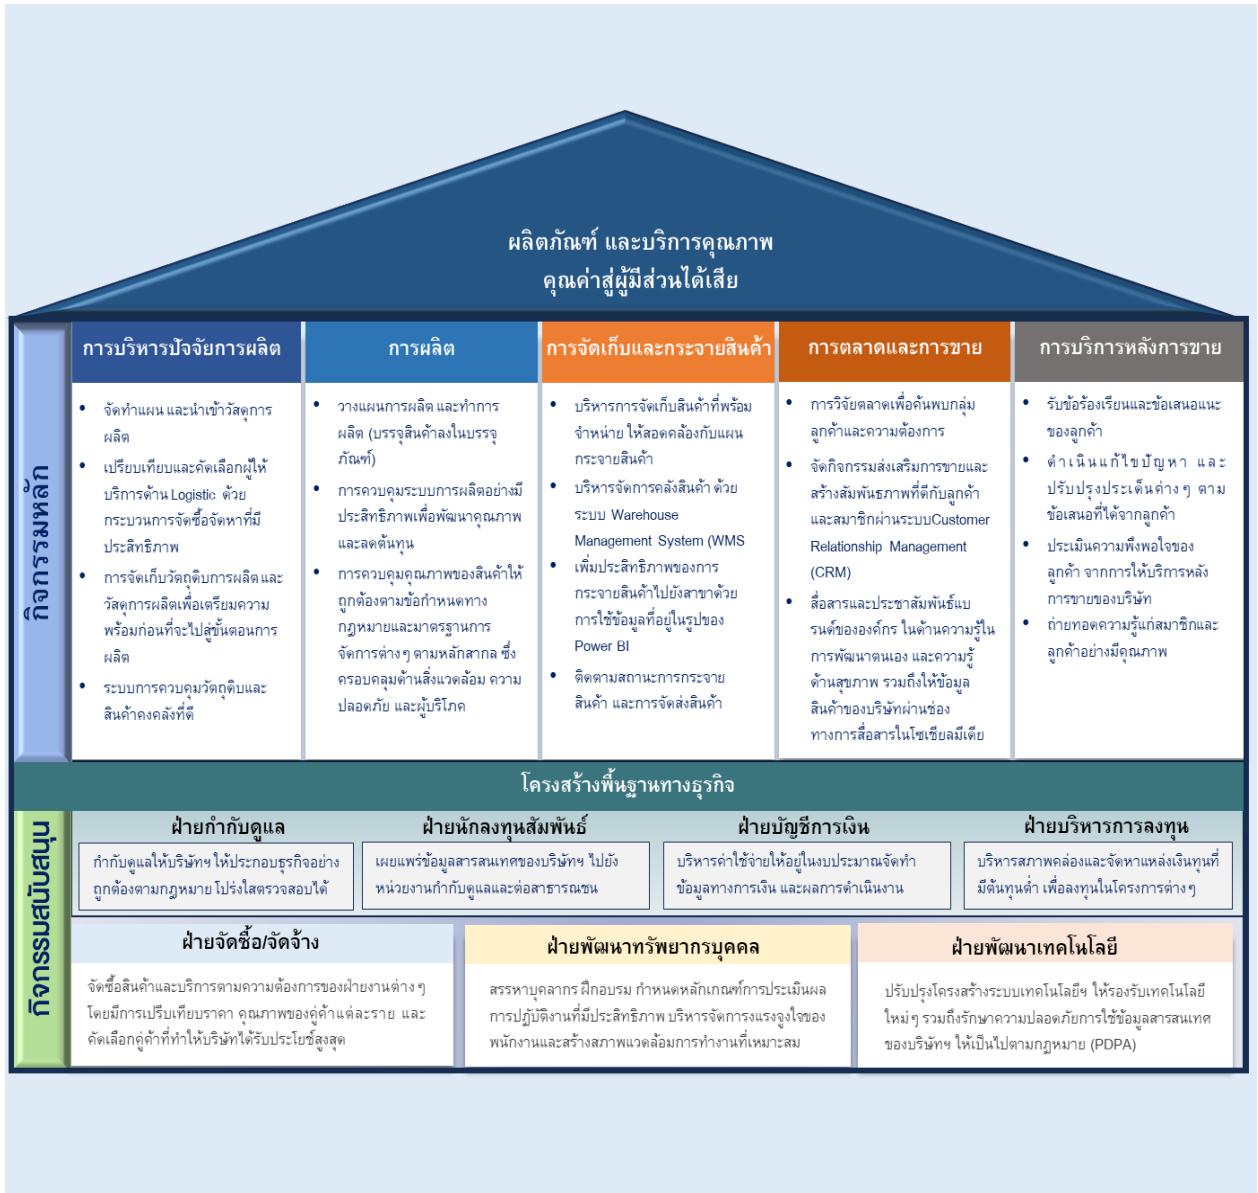 ผลิตภัณฑ์ และบริการคุณภาพ
คุณค่าสู่ผู้มีส่วนได้เสีย
กิจกรรมหลัก
การบริหารปัจจัยการผลิต
• จัดทำแผน และนำเข้าวัสดุการ
ผลิต
• เปรียบเทียบและคัดเลือกผู้ให้
บริการด้าน Logistic ด้วย
กระบวนการจัดซื้อจัดหาที่มี
ประสิทธิภาพ
• การจัดเก็บวัตถุดิบการผลิต และ
วัสดุการผลิตเพื่อเตรียมความ
พร้อมก่อนที่จะไปสู่ขั้นตอนการ
ผลิต
• ระบบการควบคุมวัตถุดิบและ
สินค้าคงคลังที่ดี
การผลิต
• วางแผนการผลิต และทำการ
ผลิต (บรรจุสินค้าลงในบรรจุ
ภัณฑ์)
• การควบคุมระบบการผลิตอย่างมี
ประสิทธิภาพเพื่อพัฒนาคุณภาพ
และลดต้นทุน
• การควบคุมคุณภาพของสินค้าให้
ถูกต้องตามข้อกำหนดทาง
กฎหมายและมาตรฐานการ
จัดการต่างๆ ตามหลักสากล ซึ่ง
ครอบคลุมด้านสิ่งแวดล้อม ความ
ปลอดภัย และผู้บริโภค
การจัดเก็บและกระจายสินค้า
• บริหารการจัดเก็บสินค้าที่พร้อม
จำหน่าย ให้สอดคล้องกับแผน
กระจายสินค้า
• บริหารจัดการคลังสินค้า ด้วย
ระบบ Warehouse
Management System (WMS
• เพิ่มประสิทธิภาพของการ
กระจายสินค้าไปยังสาขาด้วย
การใช้ข้อมูลที่อยู่ในรูปของ
Power BI
• ติดตามสถานะการกระจาย
สินค้า และการจัดส่งสินค้า
การตลาดและการขาย
• การวิจัยตลาดเพื่อค้นพบกลุ่ม
ลูกค้าและความต้องการ
• จัดกิจกรรมส่งเสริมการขายและ
สร้างสัมพันธภาพที่ดีกับลูกค้า
และสมาชิกผ่านระบบCustomer
Relationship Management
(CRM)
• สื่อสารและประชาสัมพันธ์แบ
รนด์ขององค์กร ในด้านความรู้ใน
การพัฒนาตนเอง และความรู้
ด้านสุขภาพ รวมถึงให้ข้อมูล
สินค้าของบริษัทผ่านช่อง
ทางการสื่อสารในโซเชียลมีเดีย
การบริการหลังการขาย
• รับข้อร้องเรียนและข้อเสนอแนะ
ของลูกค้า
• ดำเนินแก้ไขปัญหา และ
ปรับปรุงประเด็นต่างๆ ตาม
ข้อเสนอที่ได้จากลูกค้า
• ประเมินความพึงพอใจของ
ลูกค้า จากการให้บริการหลัง
การขายของบริษัท
• ถ่ายทอดความรู้แก่สมาชิกและ
ลูกค้าอย่างมีคุณภาพ
โครงสร้างพื้นฐานทางธุรกิจ
กิจกรรมสนับสนุน
ฝ่ายกำกับดูแล
กำกับดูแลให้บริษัทฯ ให้ประกอบธุรกิจอย่าง
ถูกต้องตามกฎหมาย โปร่งใสตรวจสอบได้
ฝ่ายนักลงทุนสัมพันธ์
เผยแพร่ข้อมูลสารสนเทศของบริษัทฯ ไปยัง
หน่วยงานกำกับดูแลและต่อสาธารณชน
ฝ่ายบัญชีการเงิน
บริหารค่าใช้จ่ายให้อยู่ในงบประมาณจัดทำ
ข้อมูลทางการเงิน และผลการดำเนินงาน
ฝ่ายบริหารการลงทุน
บริหารสภาพคล่องและจัดหาแหล่งเงินทุนที่
มีต้นทุนต่ำ เพื่อลงทุนในโครงการต่างๆ
ฝ่ายจัดซื้อ/จัดจ้าง
จัดซื้อสินค้าและบริการตามความต้องการของฝ่ายงานต่างๆ
โดยมีการเปรีบเทียบราคา คุณภาพของคู่ค้าแต่ละราย และ
คัดเลือกคู่ค้าที่ทำให้บริษัทได้รับประโยช์สูงสุด
ฝ่ายพัฒนาทรัพยากรบุคคล
สรรหาบุคลากร ฝึกอบรม กำหนดหลักเกณฑ์การประเมินผล
การปฏิบัติงานที่มีประสิทธิภาพ บริหารจัดการงแรงจูงใจของ
พนักงานและสร้างสภาพแวดล้อมการทำงานที่เหมาะสม
ฝ่ายพัฒนาเทคโนโลยี
ปรับปรุงโครงสร้างระบบเทคโนโลยีฯ ให้รองรับเทคโนโลยี
ใหม่ๆ รวมถึงรักษาความปลอดภัยการใช้ข้อมูลสารสนเทศ
ของบริษัทฯ ให้เป็นไปตามกฎหมาย (PDPA)